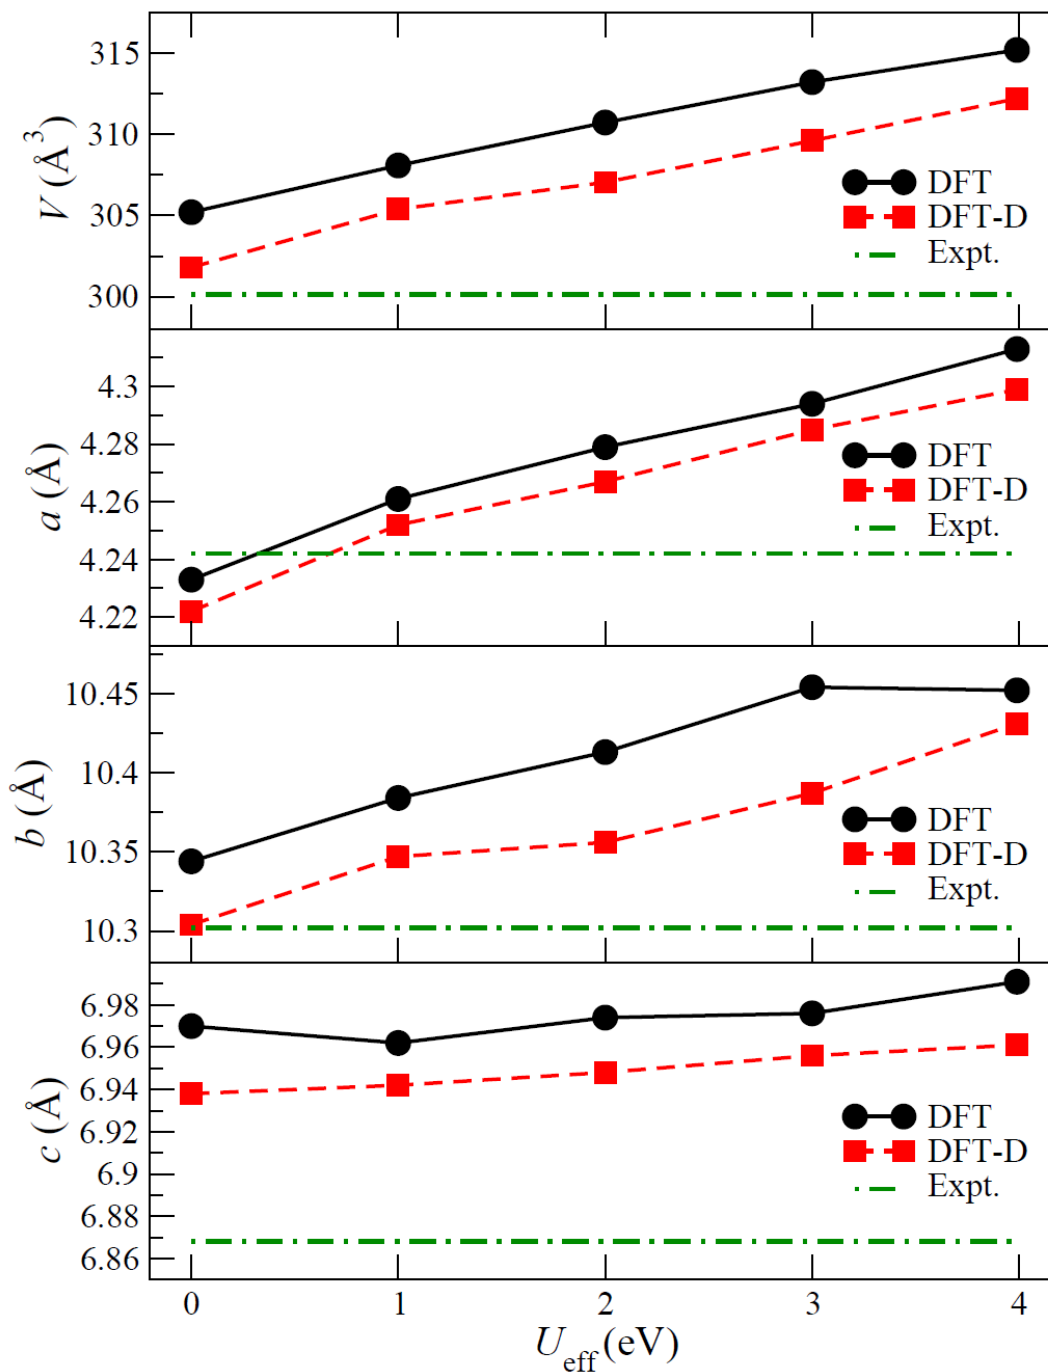 V (Å³)
315
310
305
300
DFT
DFT-D
Expt.
a (Å)
4.3
4.28
4.26
4.24
4.22
DFT
DFT-D
Expt.
b (Å)
10.45
10.4
10.35
10.3
DFT
DFT-D
Expt.
c (Å)
6.98
6.96
6.94
6.92
6.9
6.88
6.86
DFT
DFT-D
Expt.
0 1 2 3 4
U_eff (eV)